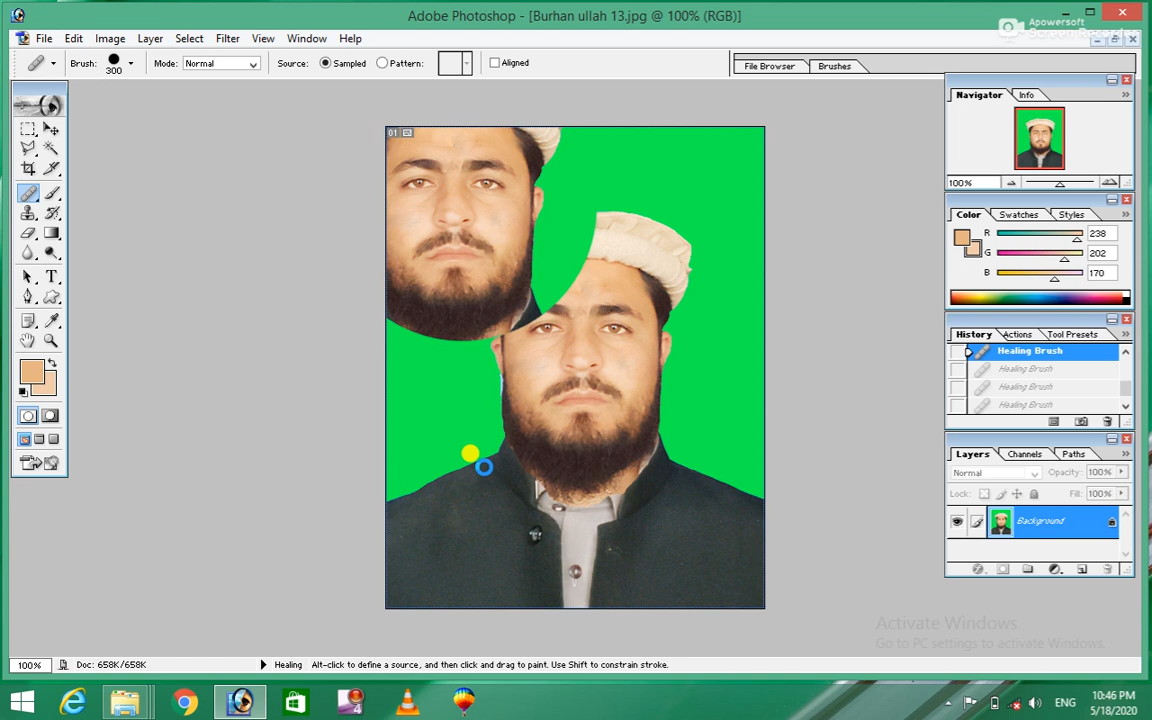 Adobe Photoshop - [Burhan ullah 13.jpg @ 100% (RGB)]
Apowersoft
Screen Recorder
File Edit Image Layer Select Filter View Window Help
Brush: 300 Mode: Normal Source: Sampled Pattern: Aligned
File Browser Brushes
Navigator Info
01
100%
Color Swatches Styles
R 238
G 202
B 170
History Actions Tool Presets
Healing Brush
Healing Brush
Healing Brush
Healing Brush
Layers Channels Paths
Normal Opacity: 100%
Lock: Fill: 100%
Background
Activate Windows
Go to PC settings to activate Windows.
100% Doc: 658K/658K Healing Alt-click to define a source, and then click and drag to paint. Use Shift to constrain stroke.
4
ENG
10:46 PM
5/18/2020